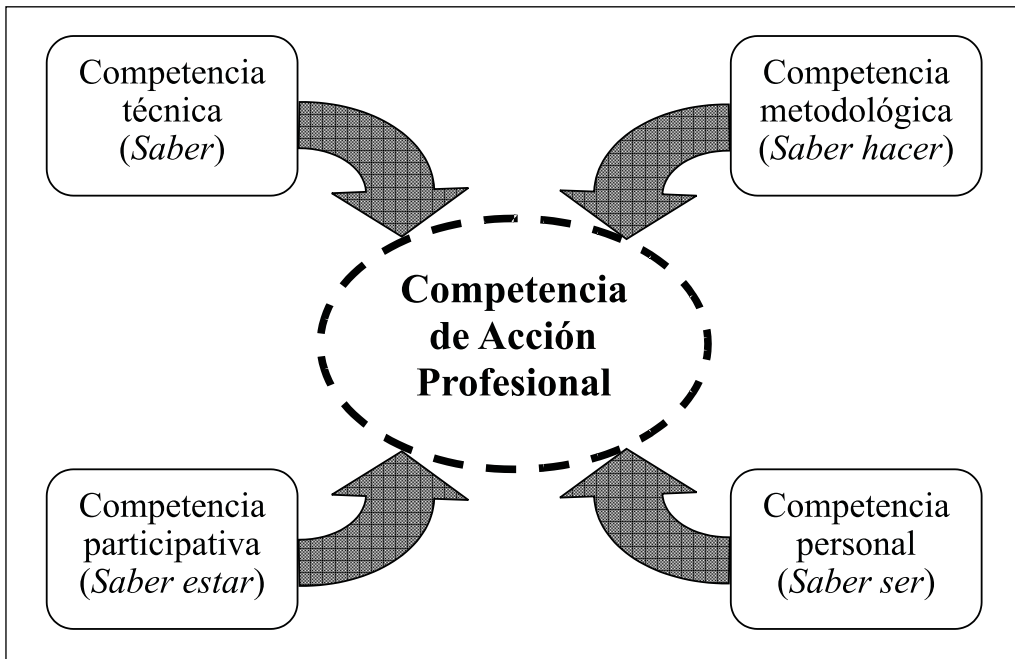 Competencia
técnica
(Saber)
Competencia
metodológica
(Saber hacer)
Competencia
de Acción
Profesional
Competencia
participativa
(Saber estar)
Competencia
personal
(Saber ser)